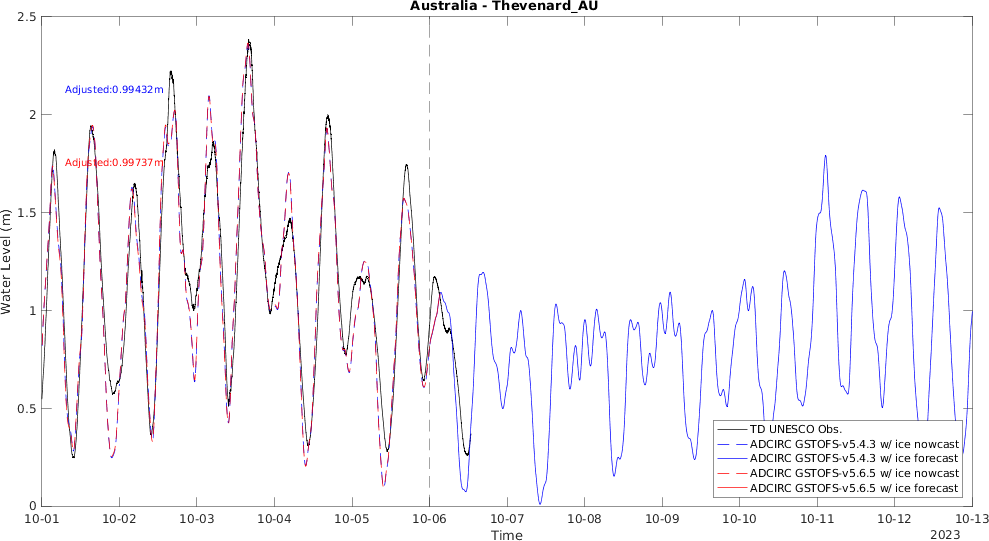 Australia - Thevenard_AU
2.5
2
1.5
1
0.5
0
Water Level (m)
Adjusted:0.99432m
Adjusted:0.99737m
TD UNESCO Obs.
ADCIRC GSTOFS-v5.4.3 w/ ice nowcast
ADCIRC GSTOFS-v5.4.3 w/ ice forecast
ADCIRC GSTOFS-v5.6.5 w/ ice nowcast
ADCIRC GSTOFS-v5.6.5 w/ ice forecast
10-01 10-02 10-03 10-04 10-05 10-06 10-07 10-08 10-09 10-10 10-11 10-12 10-13
Time
2023